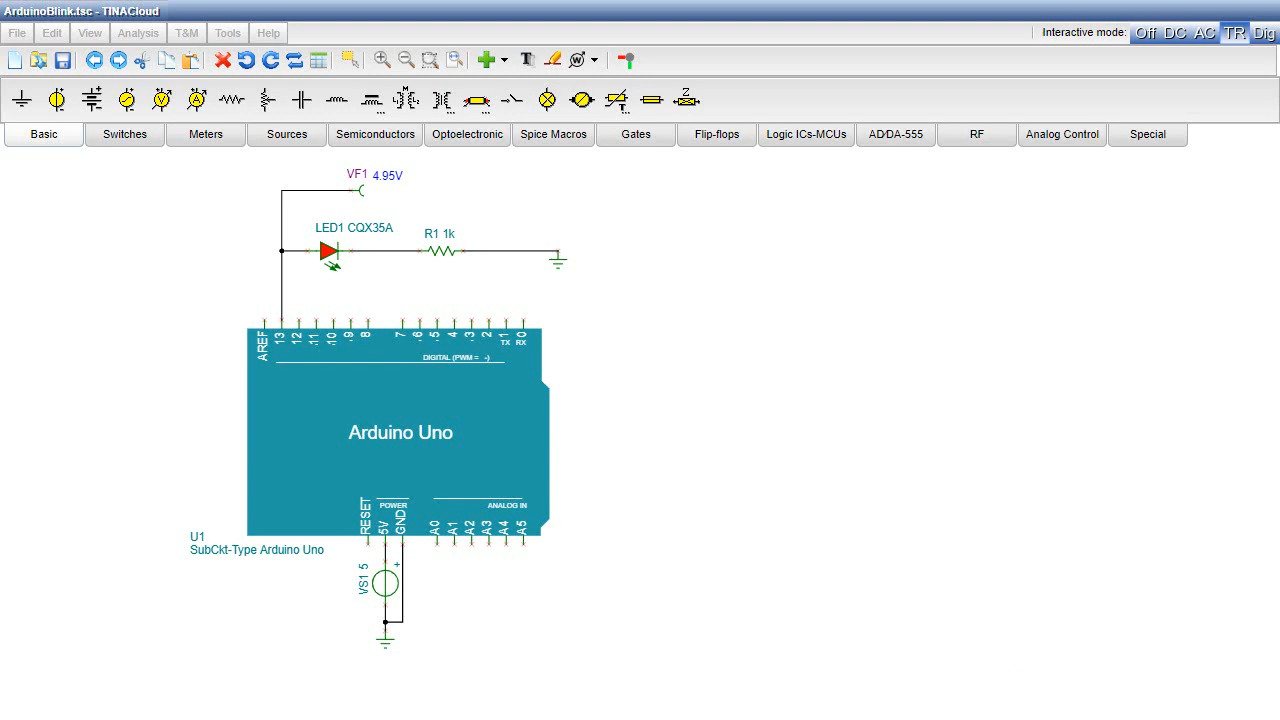 ArduinoBlink.tsc - TINACloud
File Edit View Analysis T&M Tools Help Interactive mode: Off DC AC TR Dig
Basic Switches Meters Sources Semiconductors Optoelectronic Spice Macros Gates Flip-flops Logic ICs-MCUs AD/DA-555 RF Analog Control Special
VF1 4.95V
LED1 CQX35A
R1 1k
AREF 13 12 11 10 9 8 7 6 5 4 3 2 1 0
TX RX
DIGITAL (PWM = -)
Arduino Uno
POWER ANALOG IN
RESET 5V GND A0 A1 A2 A3 A4 A5
U1
SubCkt-Type Arduino Uno
VS1 5
+